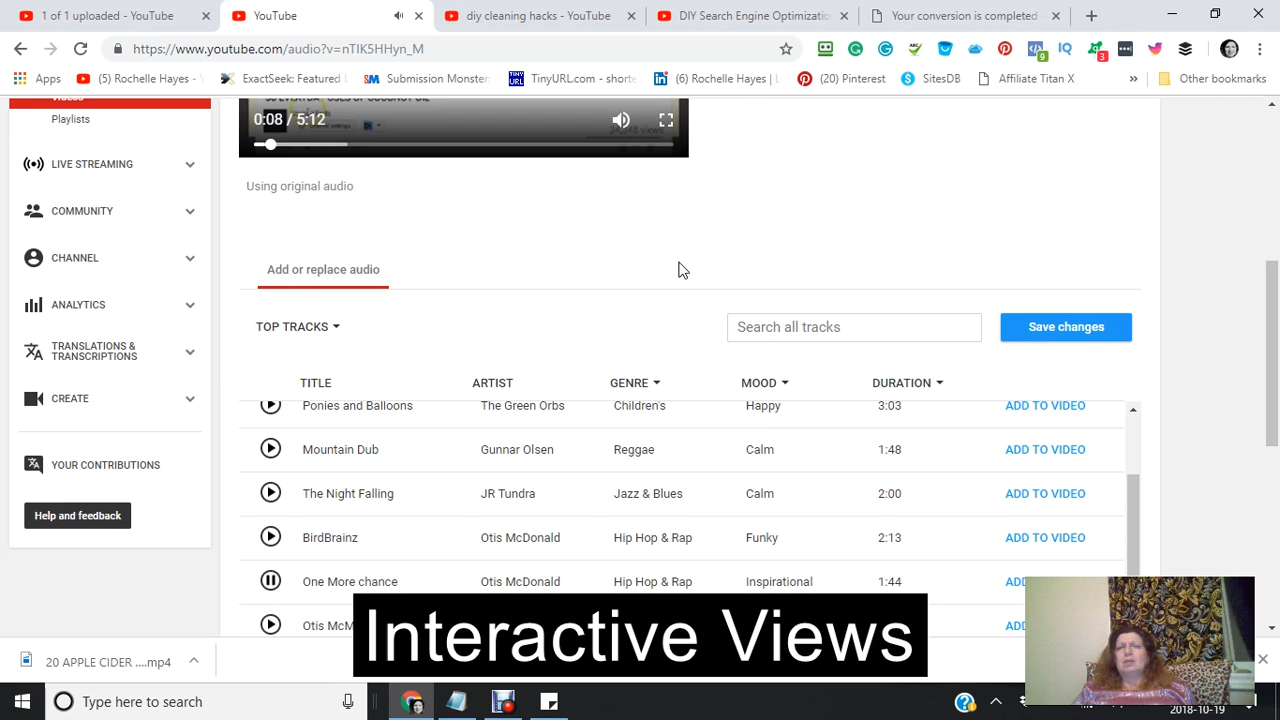 1 of 1 uploaded - YouTube
YouTube
diy cleaning hacks - YouTube
DIY Search Engine Optimizatio
Your conversion is completed
https://www.youtube.com/audio?v=nTIK5HHyn_M
9
3
Apps
(5) Rochelle Hayes -
ExactSeek: Featured
Submission Monster
TinyURL.com - shorte
(6) Rochelle Hayes | L
(20) Pinterest
SitesDB
Affiliate Titan X
»
Other bookmarks
Videos
Playlists
0:08 / 5:12
Using original audio
LIVE STREAMING
COMMUNITY
CHANNEL
ANALYTICS
TRANSLATIONS &
TRANSCRIPTIONS
CREATE
YOUR CONTRIBUTIONS
Help and feedback
Add or replace audio
TOP TRACKS
Search all tracks
Save changes
TITLE ARTIST GENRE MOOD DURATION
Ponies and Balloons The Green Orbs Children's Happy 3:03 ADD TO VIDEO
Mountain Dub Gunnar Olsen Reggae Calm 1:48 ADD TO VIDEO
The Night Falling JR Tundra Jazz & Blues Calm 2:00 ADD TO VIDEO
BirdBrainz Otis McDonald Hip Hop & Rap Funky 2:13 ADD TO VIDEO
One More chance Otis McDonald Hip Hop & Rap Inspirational 1:44 AD
Otis McM AD
Interactive Views
20 APPLE CIDER ....mp4
Type here to search
2018-10-19